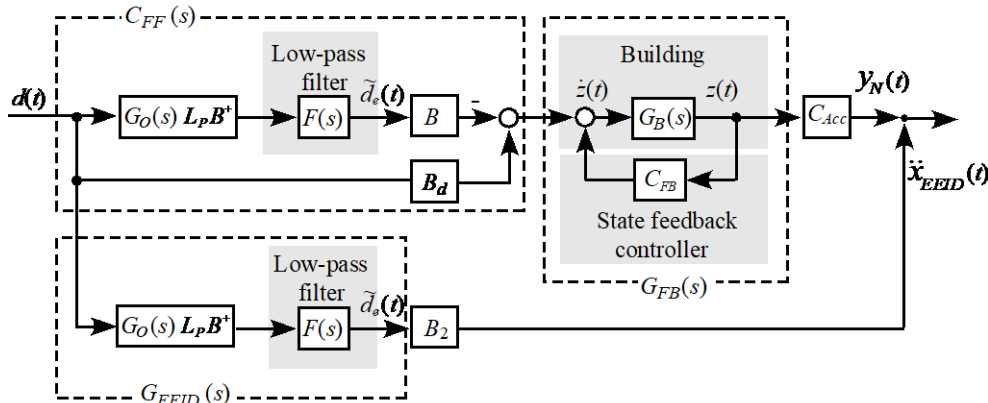 C_FF(s)
Low-pass
filter
d(t)
G_O(s) L_P B⁺
F(s)
d̃_e(t)
B
-
B_d
Building
ż(t)
z(t)
G_B(s)
C_FB
State feedback
controller
G_FB(s)
C_Acc
y_N(t)
ẍ_EEID(t)
Low-pass
filter
G_O(s) L_P B⁺
F(s)
d̃_e(t)
B_2
G_EEID(s)